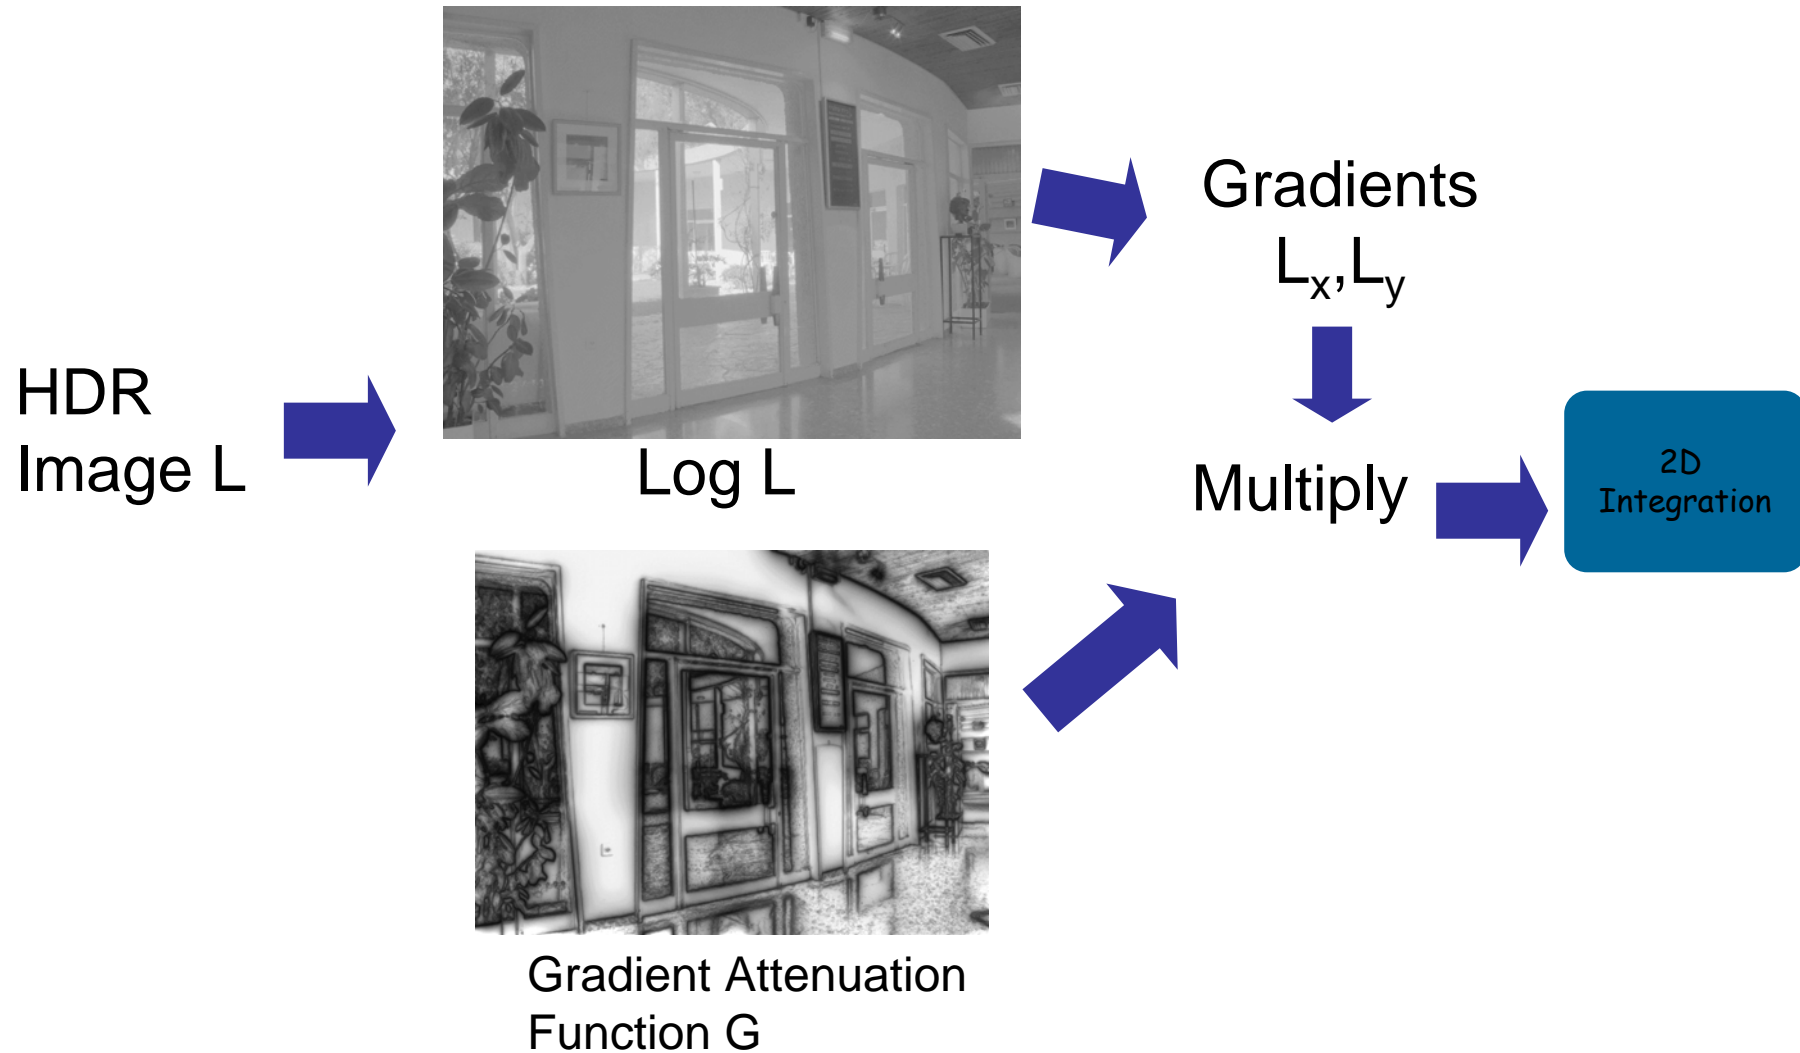 HDR
Image L
Log L
Gradients
Lx,Ly
Multiply
2D
Integration
Gradient Attenuation
Function G